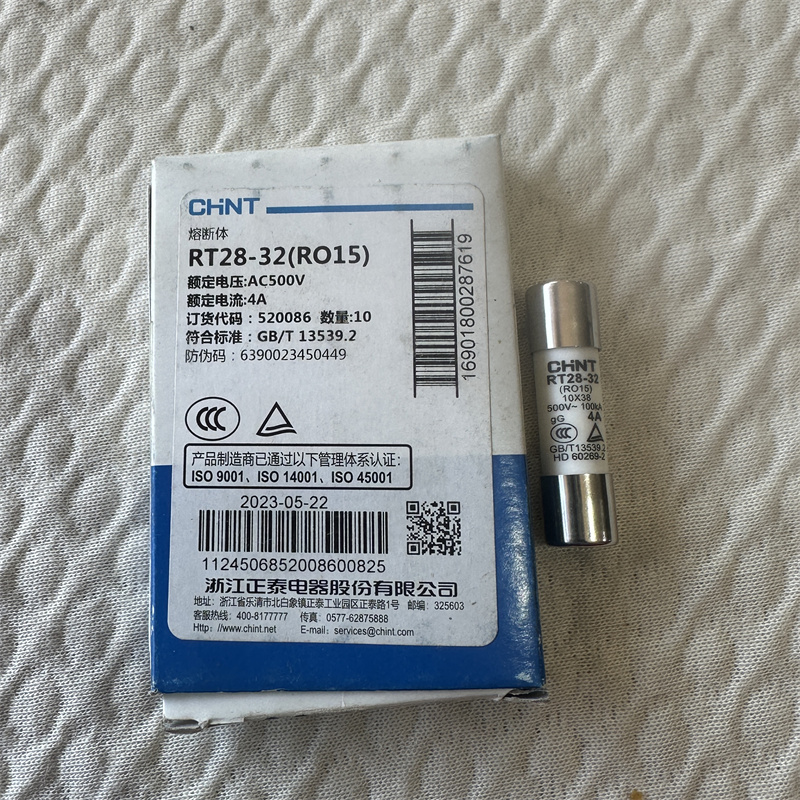 CHNT
熔断体
RT28-32(RO15)
额定电压:AC500V
额定电流:4A
订货代码：520086 数量:10
符合标准：GB/T 13539.2
防伪码：6390023450449
16901800287619
CCC
产品制造商已通过以下管理体系认证:
ISO 9001、ISO 14001、ISO 45001
2023-05-22
1124506852008600825
浙江正泰电器股份有限公司
地址：浙江省乐清市北白象镇正泰工业园区正泰路1号 邮编：325603
客服热线：400-8177777 传真：0577-62875888
Http：//www.chint.net E-mail：services@chint.com
CHNT
RT28-32
(RO15)
10X38
500V~ 100kA
gG 4A
CCC
GB/T13539.2
HD 60269-2